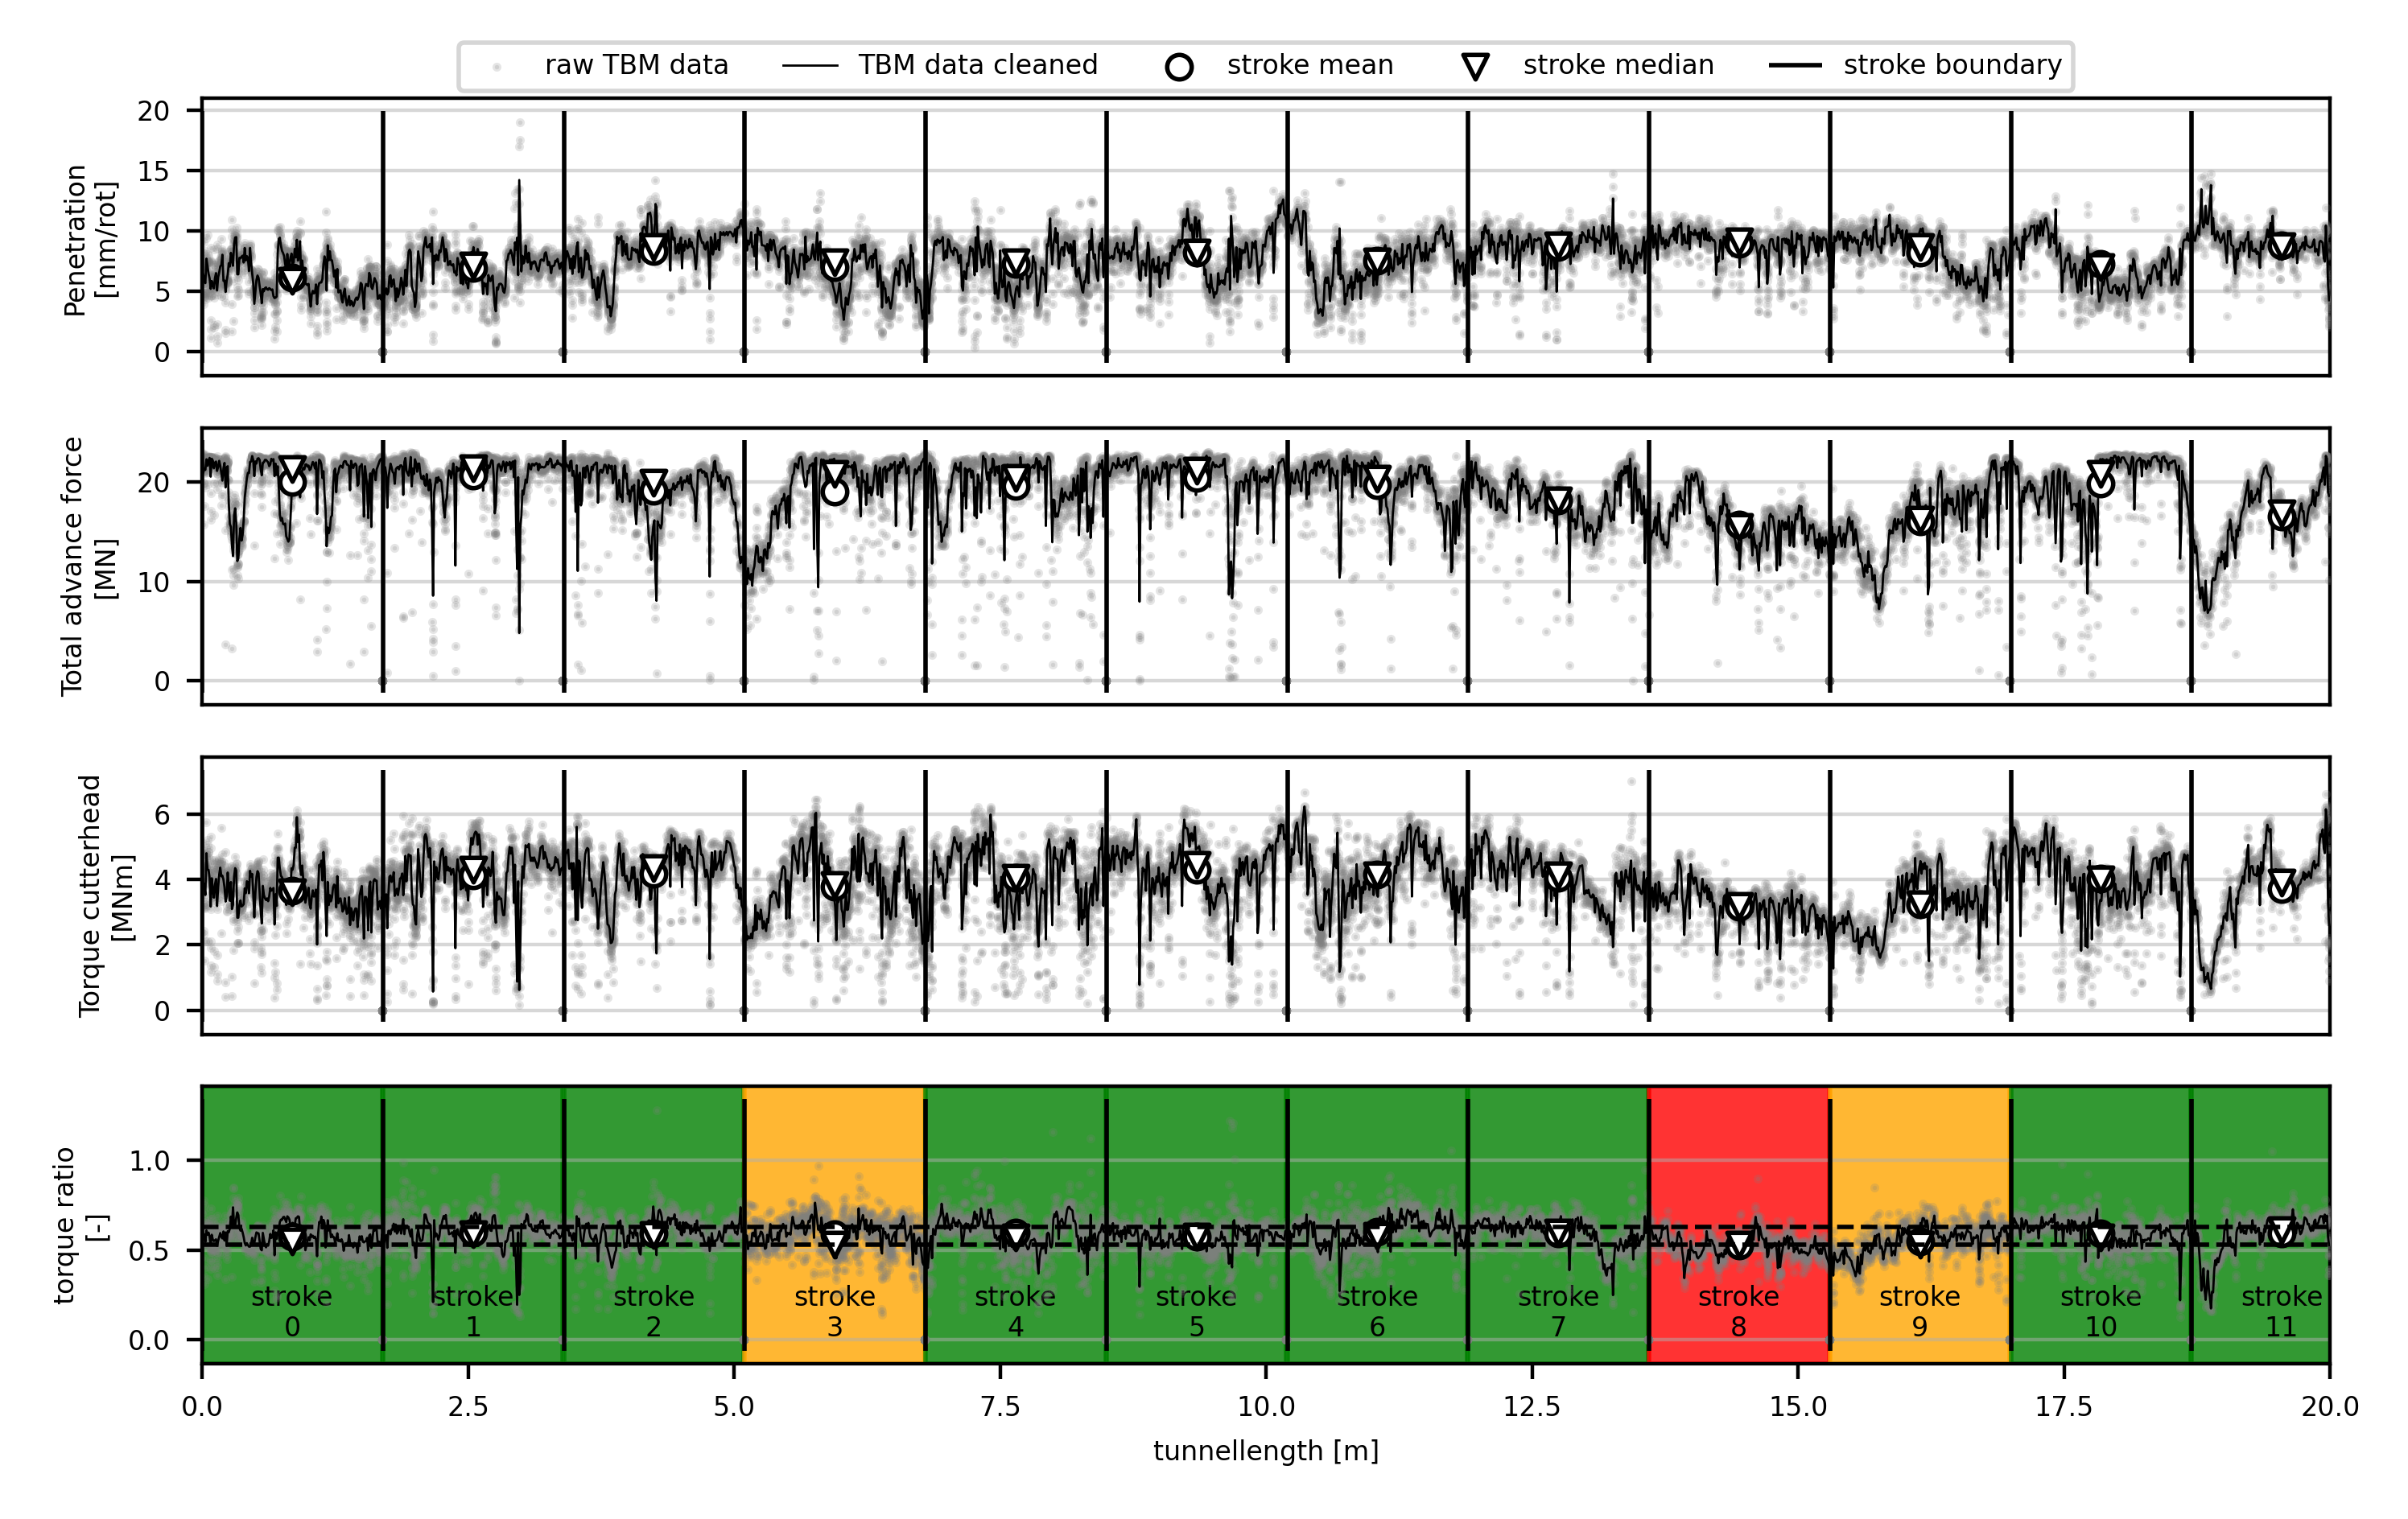 raw TBM data TBM data cleaned stroke mean stroke median stroke boundary
Penetration
[mm/rot]
20
15
10
5
0
Total advance force
[MN]
20
10
0
Torque cutterhead
[MNm]
6
4
2
0
torque ratio
[-]
1.0
0.5
0.0
stroke stroke stroke stroke stroke stroke stroke stroke stroke stroke stroke stroke
0 1 2 3 4 5 6 7 8 9 10 11
0.0 2.5 5.0 7.5 10.0 12.5 15.0 17.5 20.0
tunnellength [m]